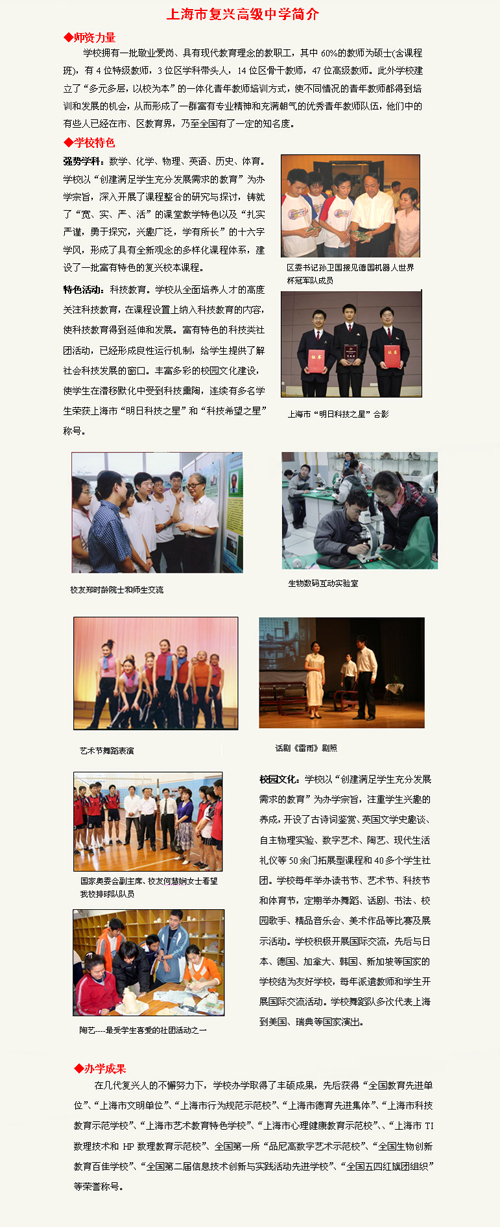 上海市复兴高级中学简介
◆师资力量
学校拥有一批敬业爱岗、具有现代教育理念的教职工，其中 60%的教师为硕士(含课程
班)，有 4 位特级教师，3 位区学科带头人，14 位区骨干教师，47 位高级教师。此外学校建
立了“多元多层，以校为本”的一体化青年教师培训方式，使不同情况的青年教师都得到培
训和发展的机会，从而形成了一群富有专业精神和充满朝气的优秀青年教师队伍，他们中的
有些人已经在市、区教育界，乃至全国有了一定的知名度。
◆学校特色
强势学科：数学、化学、物理、英语、历史、体育。
学校以“创建满足学生充分发展需求的教育”为办
学宗旨，深入开展了课程整合的研究与探讨，铸就
了“宽、实、严、活”的课堂教学特色以及“扎实
严谨，勇于探究，兴趣广泛，学有所长”的十六字
学风，形成了具有全新观念的多样化课程体系，建
设了一批富有特色的复兴校本课程。
区委书记孙卫国接见德国机器人世界
杯冠军队成员
特色活动：科技教育。学校从全面培养人才的高度
关注科技教育，在课程设置上纳入科技教育的内容，
使科技教育得到延伸和发展。富有特色的科技类社
团活动，已经形成良性运行机制，给学生提供了解
社会科技发展的窗口。丰富多彩的校园文化建设，
使学生在潜移默化中受到科技熏陶，连续有多名学
生荣获上海市“明日科技之星”和“科技希望之星”
称号。
上海市“明日科技之星”合影
校友郑时龄院士和师生交流
生物数码互动实验室
艺术节舞蹈表演
话剧《雷雨》剧照
国家奥委会副主席、校友何慧娴女士看望
我校排球队队员
陶艺----最受学生喜爱的社团活动之一
校园文化：学校以“创建满足学生充分发展
需求的教育”为办学宗旨，注重学生兴趣的
养成，开设了古诗词鉴赏、英国文学史趣谈、
自主物理实验、数字艺术、陶艺、现代生活
礼仪等 50 余门拓展型课程和 40 多个学生社
团。学校每年举办读书节、艺术节、科技节
和体育节，定期举办舞蹈、话剧、书法、校
园歌手、精品音乐会、美术作品等比赛及展
示活动。学校积极开展国际交流，先后与日
本、德国、加拿大、韩国、新加坡等国家的
学校结为友好学校，每年派遣教师和学生开
展国际交流活动。学校舞蹈队多次代表上海
到美国、瑞典等国家演出。
◆办学成果
在几代复兴人的不懈努力下，学校办学取得了丰硕成果，先后获得“全国教育先进单
位”、“上海市文明单位”、“上海市行为规范示范校”、“上海市德育先进集体”、“上海市科技
教育示范学校”、“上海市艺术教育特色学校”、“上海市心理健康教育示范校”、、“上海市 TI
数理技术和 HP 数理教育示范校”、全国第一所“品尼高数字艺术示范校”、“全国生物创新
教育百佳学校”、“全国第二届信息技术创新与实践活动先进学校”、“全国五四红旗团组织”
等荣誉称号。